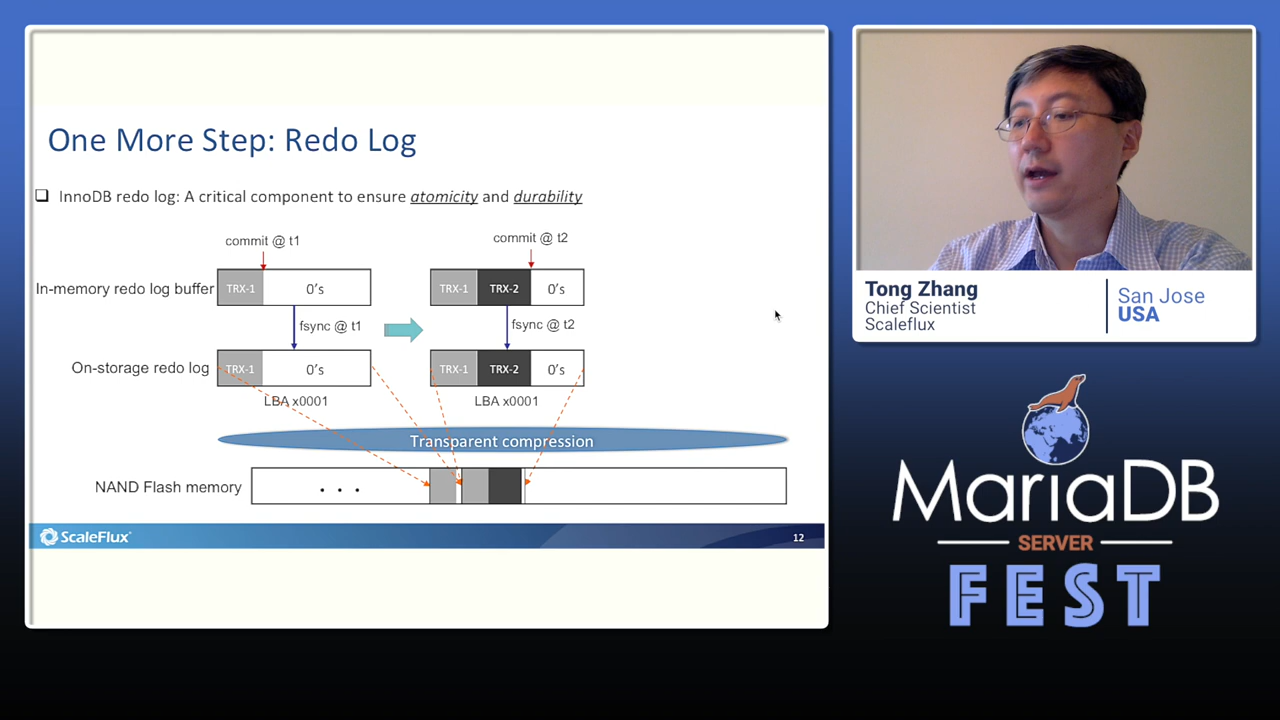 One More Step: Redo Log
InnoDB redo log: A critical component to ensure atomicity and durability
commit @ t1
commit @ t2
In-memory redo log buffer
TRX-1
0's
TRX-1
TRX-2
0's
fsync @ t1
fsync @ t2
On-storage redo log
TRX-1
0's
TRX-1
TRX-2
0's
LBA x0001
LBA x0001
Transparent compression
NAND Flash memory
. . .
ScaleFlux
12
Tong Zhang
Chief Scientist
Scaleflux
San Jose
USA
MariaDB
SERVER
FEST